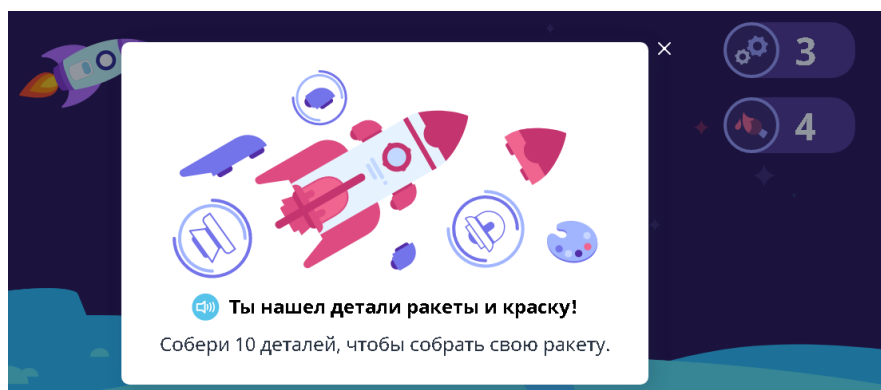 3
4
Ты нашел детали ракеты и краску!
Собери 10 деталей, чтобы собрать свою ракету.